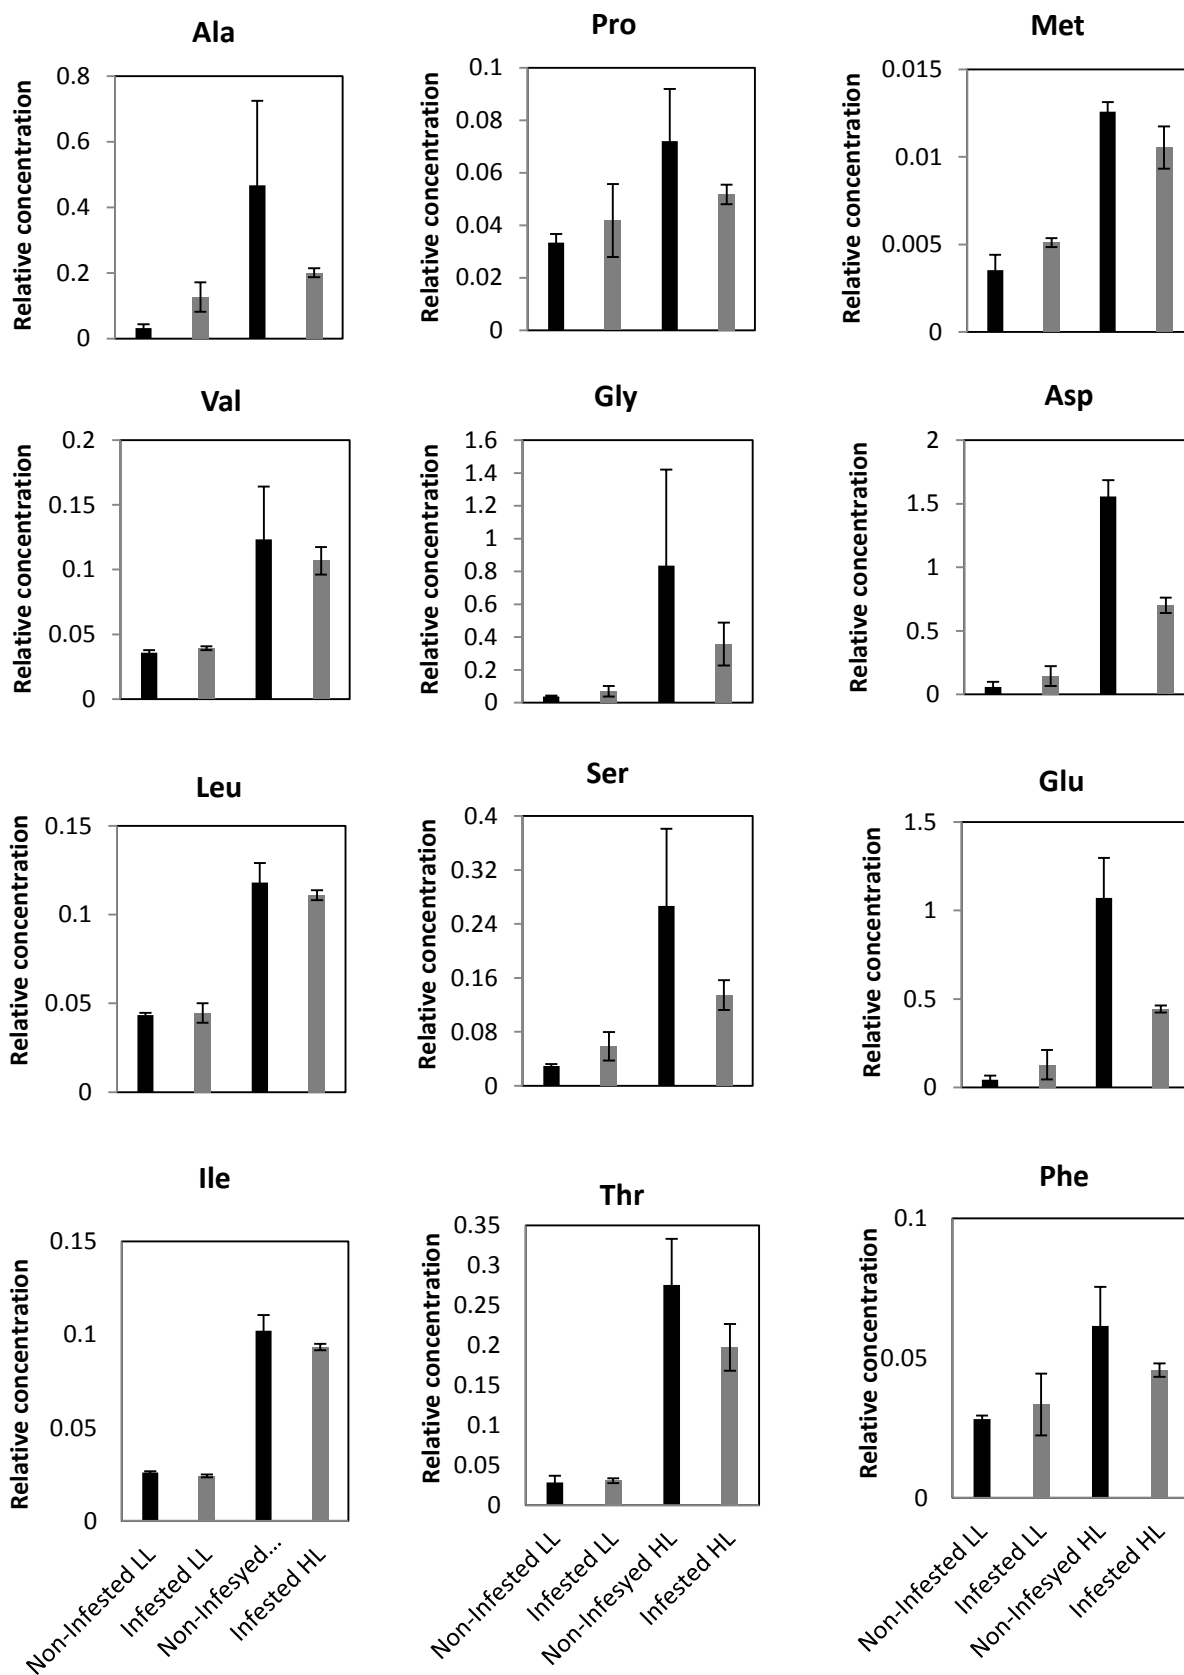 Ala
Relative concentration
0.8
0.6
0.4
0.2
0
Pro
Relative concentration
0.1
0.08
0.06
0.04
0.02
0
Met
Relative concentration
0.015
0.01
0.005
0
Val
Relative concentration
0.2
0.15
0.1
0.05
0
Gly
Relative concentration
1.6
1.4
1.2
1
0.8
0.6
0.4
0.2
0
Asp
Relative concentration
2
1.5
1
0.5
0
Leu
Relative concentration
0.15
0.1
0.05
0
Ser
Relative concentration
0.4
0.32
0.24
0.16
0.08
0
Glu
Relative concentration
1.5
1
0.5
0
Ile
Relative concentration
0.15
0.1
0.05
0
Non-Infested LL
Infested LL
Non-Infesyed...
Infested HL
Thr
Relative concentration
0.35
0.3
0.25
0.2
0.15
0.1
0.05
0
Non-Infested LL
Infested LL
Non-Infesyed HL
Infested HL
Phe
Relative concentration
0.1
0.05
0
Non-Infested LL
Infested LL
Non-Infesyed HL
Infested HL